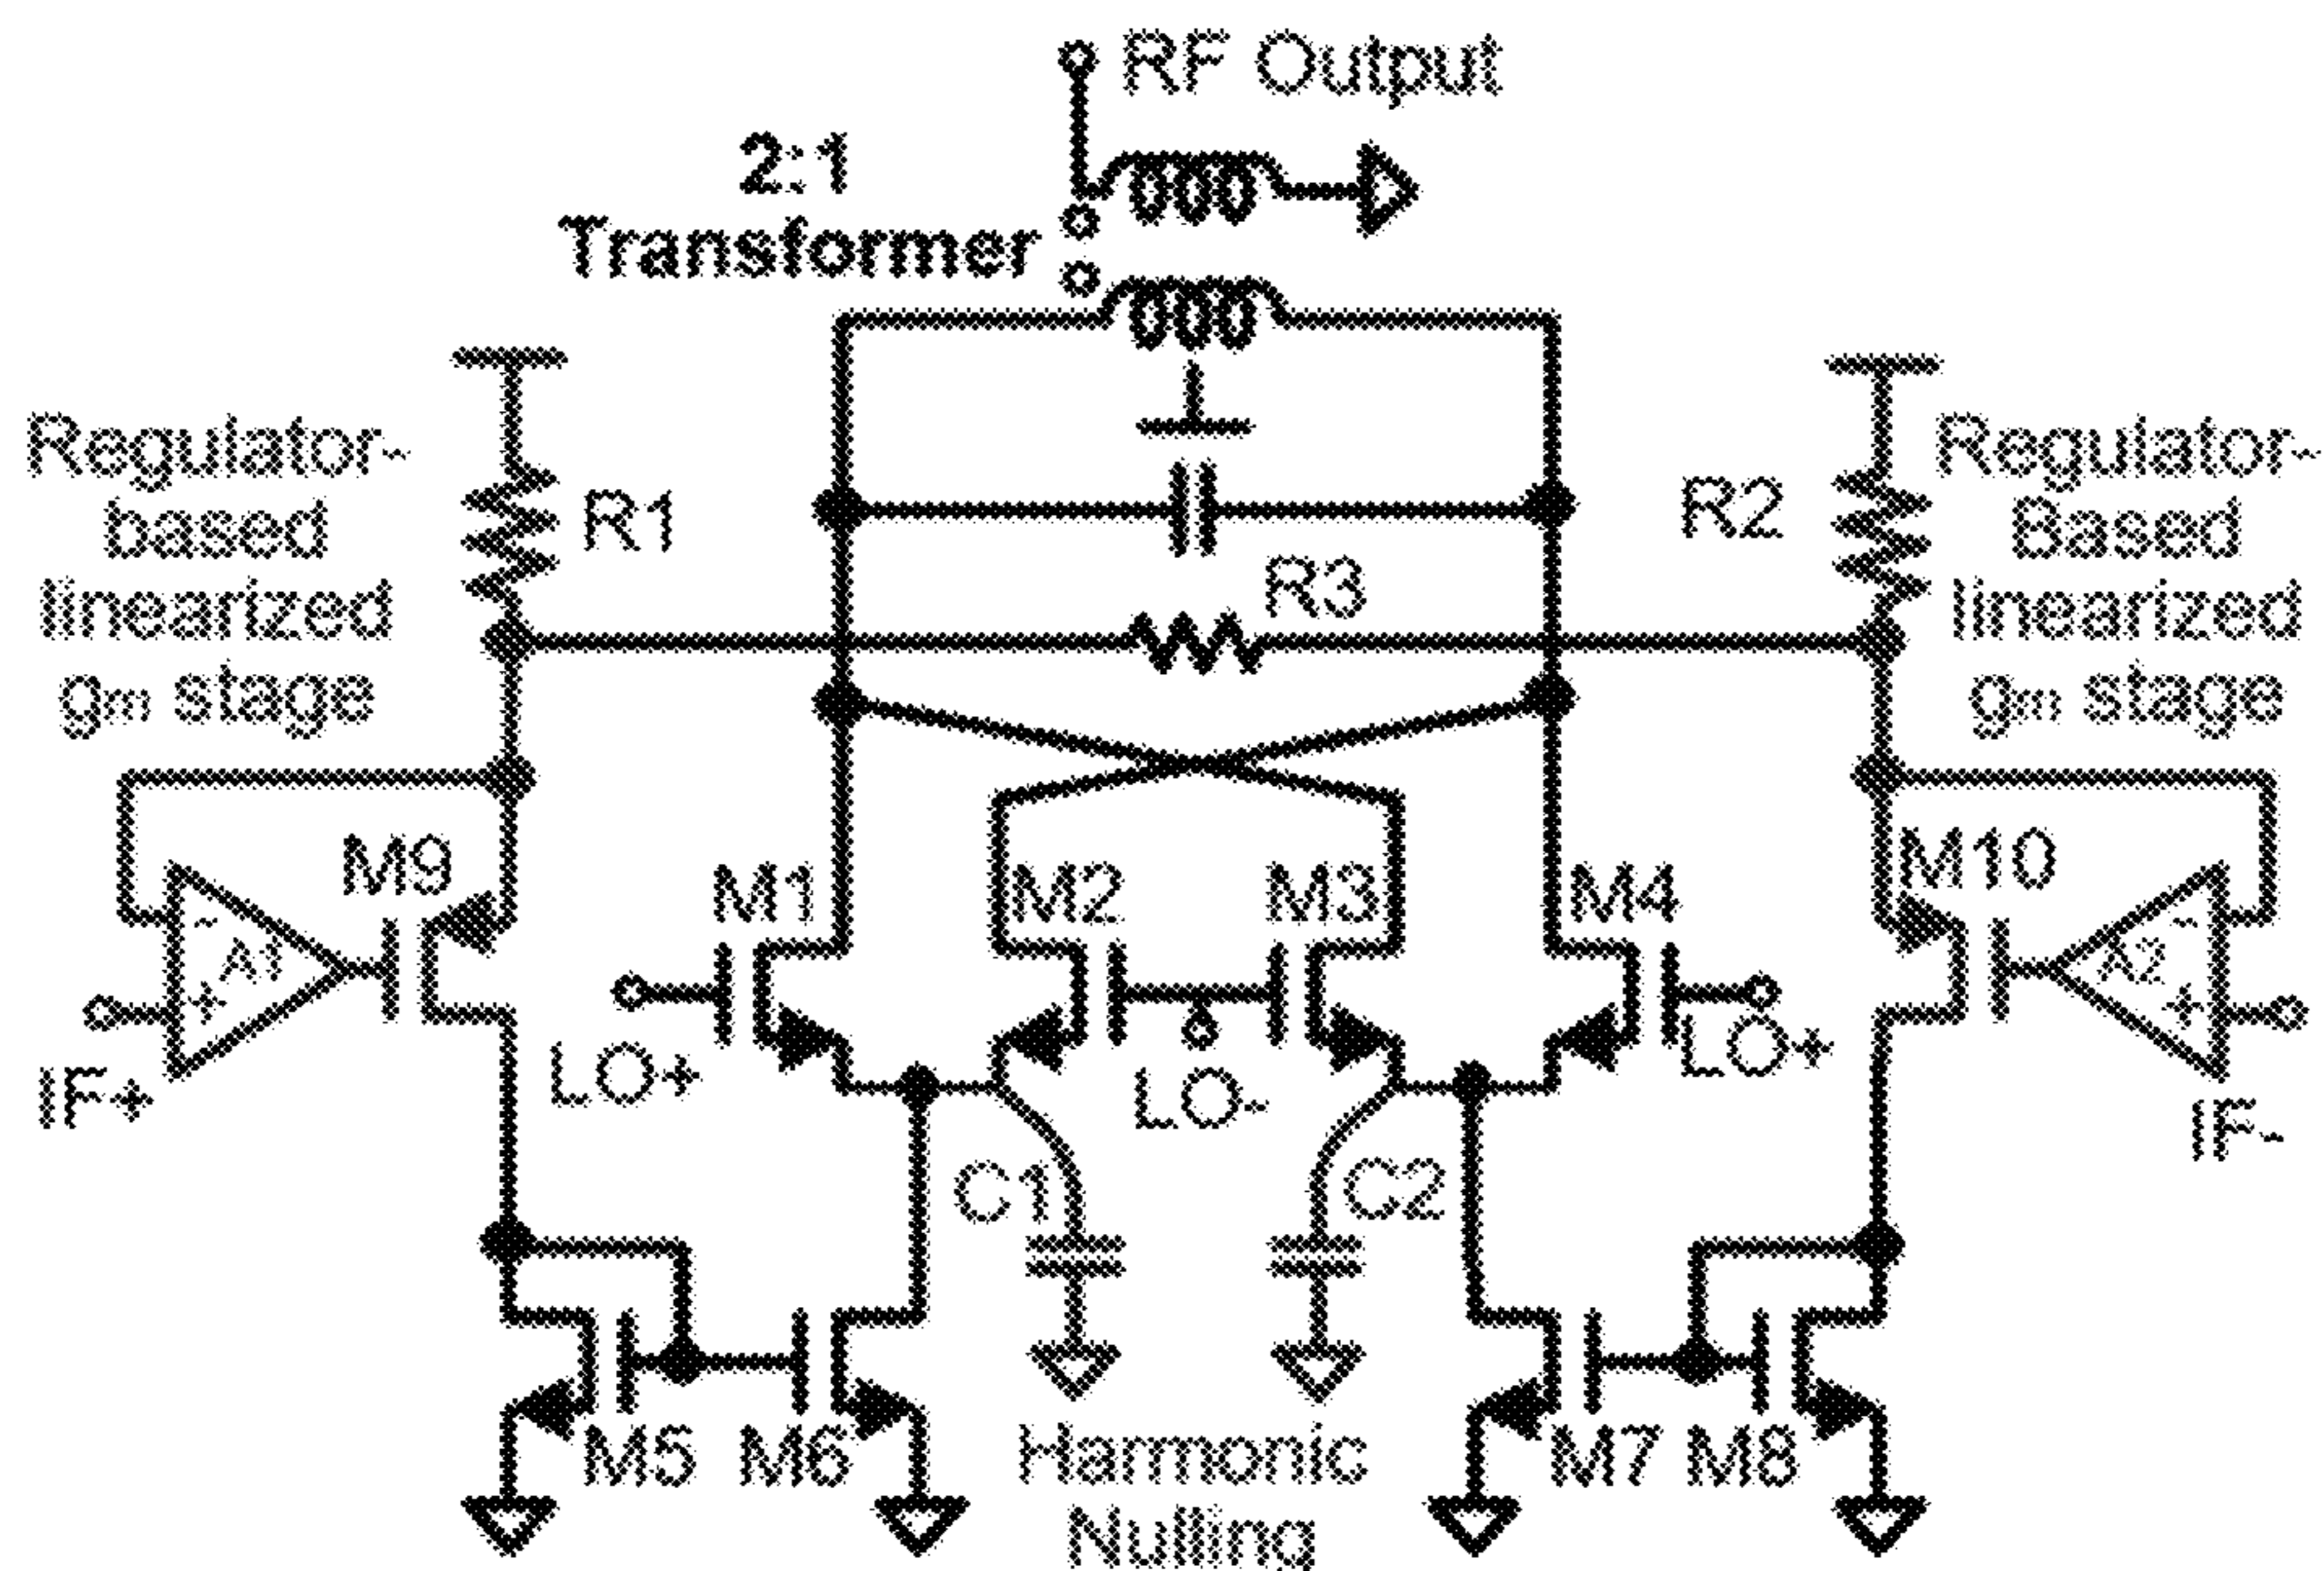 RF Output
2:1
Transformer
Regulator-
based
linearized
gm stage
R1
R3
R2
Regulator-
Based
linearized
gm stage
M9
M1
M2
M3
M4
M10
-
A1
+
-
A2
+
IF+
LO+
LO-
LO+
IF-
C1
C2
M5
M6
Harmonic
Nulling
M7
M8